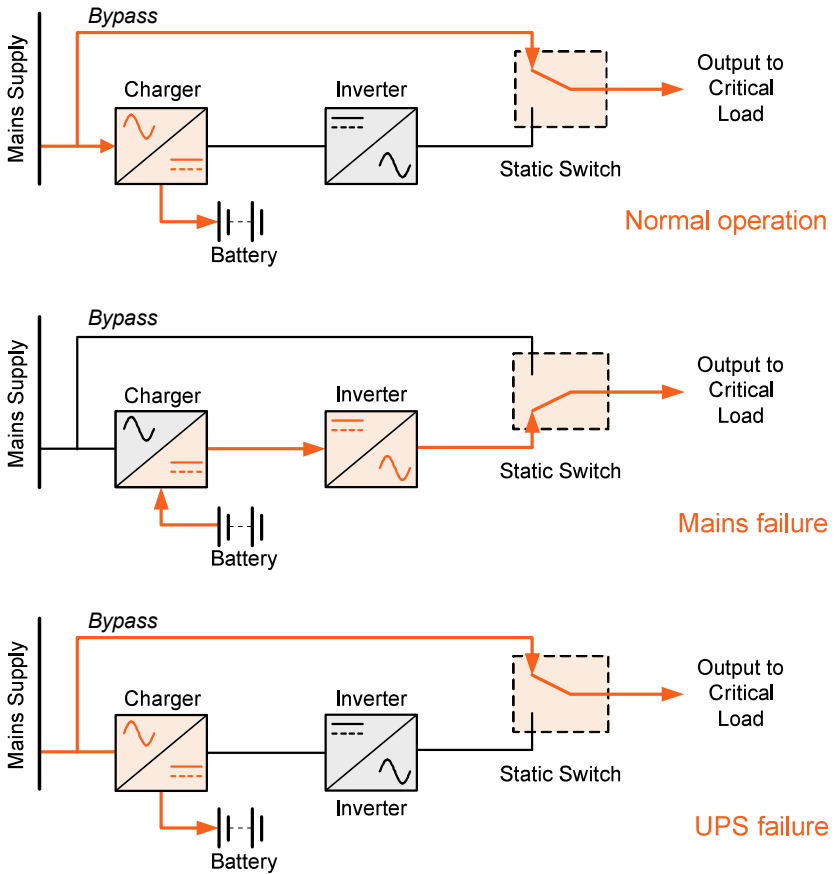 Bypass
Mains Supply
Charger
Inverter
Output to
Critical
Load
Static Switch
Battery
Normal operation
Bypass
Mains Supply
Charger
Inverter
Output to
Critical
Load
Static Switch
Battery
Mains failure
Bypass
Mains Supply
Charger
Inverter
Output to
Critical
Load
Static Switch
Inverter
Battery
UPS failure